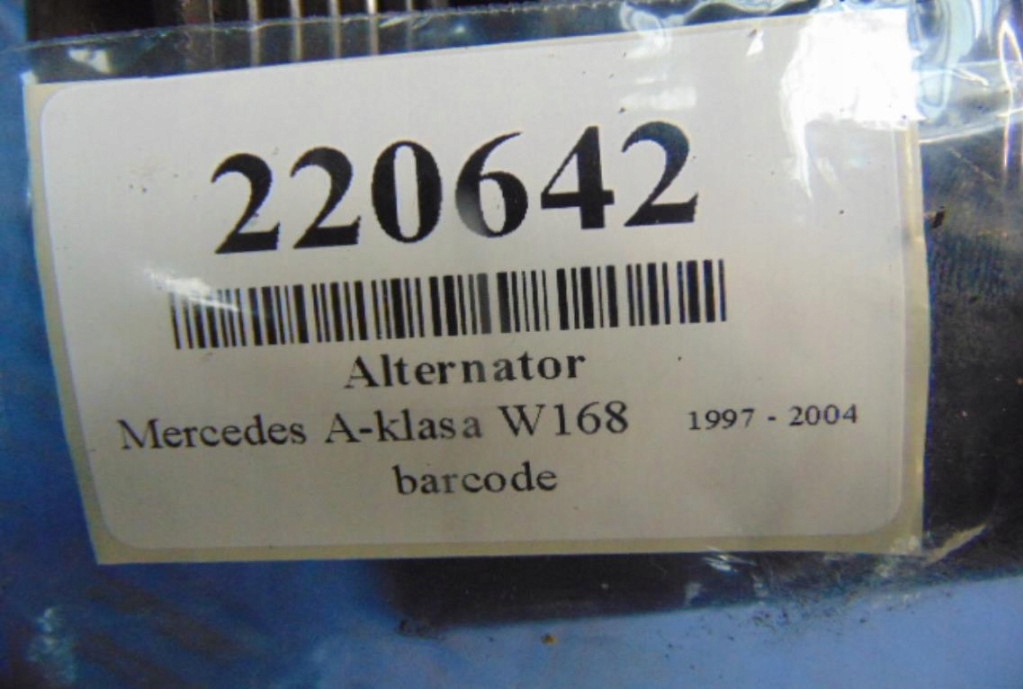 220642
Alternator
Mercedes A-klasa W168 1997 - 2004
barcode